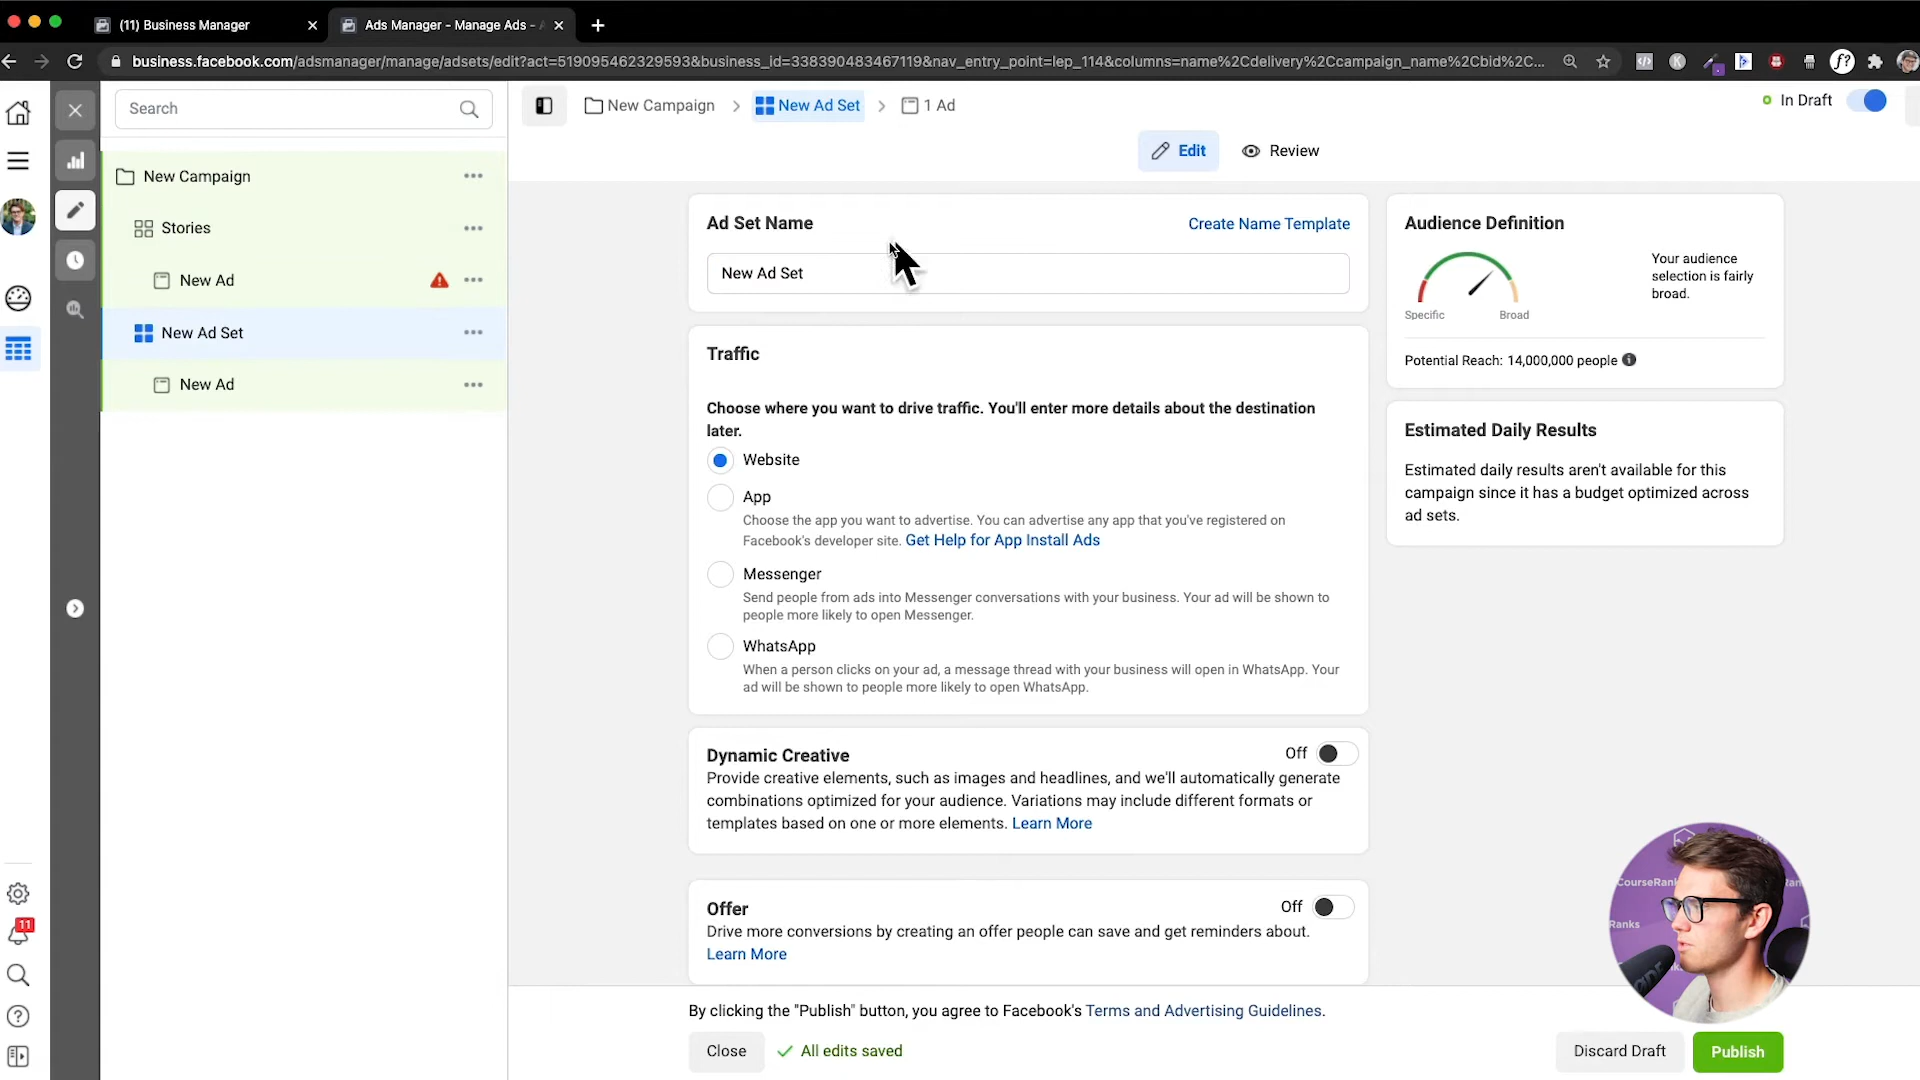 (11) Business Manager
Ads Manager - Manage Ads -
business.facebook.com/adsmanager/manage/adsets/edit?act=519095462329593&business_id=338390483467119&nav_entry_point=lep_114&columns=name%2Cdelivery%2Ccampaign_name%2Cbid%2C...
Search
New Campaign
Stories
New Ad
New Ad Set
New Ad
11
New Campaign > New Ad Set > 1 Ad
In Draft
Edit
Review
Ad Set Name
Create Name Template
New Ad Set
Traffic
Choose where you want to drive traffic. You'll enter more details about the destination
later.
Website
App
Choose the app you want to advertise. You can advertise any app that you've registered on
Facebook's developer site. Get Help for App Install Ads
Messenger
Send people from ads into Messenger conversations with your business. Your ad will be shown to
people more likely to open Messenger.
WhatsApp
When a person clicks on your ad, a message thread with your business will open in WhatsApp. Your
ad will be shown to people more likely to open WhatsApp.
Dynamic Creative
Off
Provide creative elements, such as images and headlines, and we'll automatically generate
combinations optimized for your audience. Variations may include different formats or
templates based on one or more elements. Learn More
Offer
Off
Drive more conversions by creating an offer people can save and get reminders about.
Learn More
Audience Definition
Your audience
selection is fairly
broad.
Specific
Broad
Potential Reach: 14,000,000 people
Estimated Daily Results
Estimated daily results aren't available for this
campaign since it has a budget optimized across
ad sets.
By clicking the "Publish" button, you agree to Facebook's Terms and Advertising Guidelines.
Close
All edits saved
Discard Draft
Publish